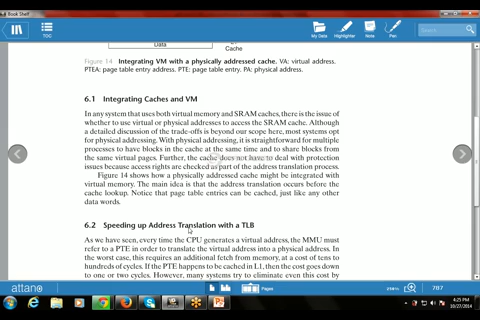 Book Shelf
TOC
My Data
Highlighter
Note
Pen
Search
Data
Cache
Figure 14 Integrating VM with a physically addressed cache. VA: virtual address.
PTEA: page table entry address. PTE: page table entry. PA: physical address.
6.1 Integrating Caches and VM
In any system that uses both virtual memory and SRAM caches, there is the issue of
whether to use virtual or physical addresses to access the SRAM cache. Although
a detailed discussion of the trade-offs is beyond our scope here, most systems opt
for physical addressing. With physical addressing, it is straightforward for multiple
processes to have blocks in the cache at the same time and to share blocks from
the same virtual pages. Further, the cache does not have to deal with protection
issues because access rights are checked as part of the address translation process.
Figure 14 shows how a physically addressed cache might be integrated with
virtual memory. The main idea is that the address translation occurs before the
cache lookup. Notice that page table entries can be cached, just like any other
data words.
6.2 Speeding up Address Translation with a TLB
As we have seen, every time the CPU generates a virtual address, the MMU must
refer to a PTE in order to translate the virtual address into a physical address. In
the worst case, this requires an additional fetch from memory, at a cost of tens to
hundreds of cycles. If the PTE happens to be cached in L1, then the cost goes down
to one or two cycles. However, many systems try to eliminate even this cost by
attano
Pages
787
4:25 PM
10/27/2014